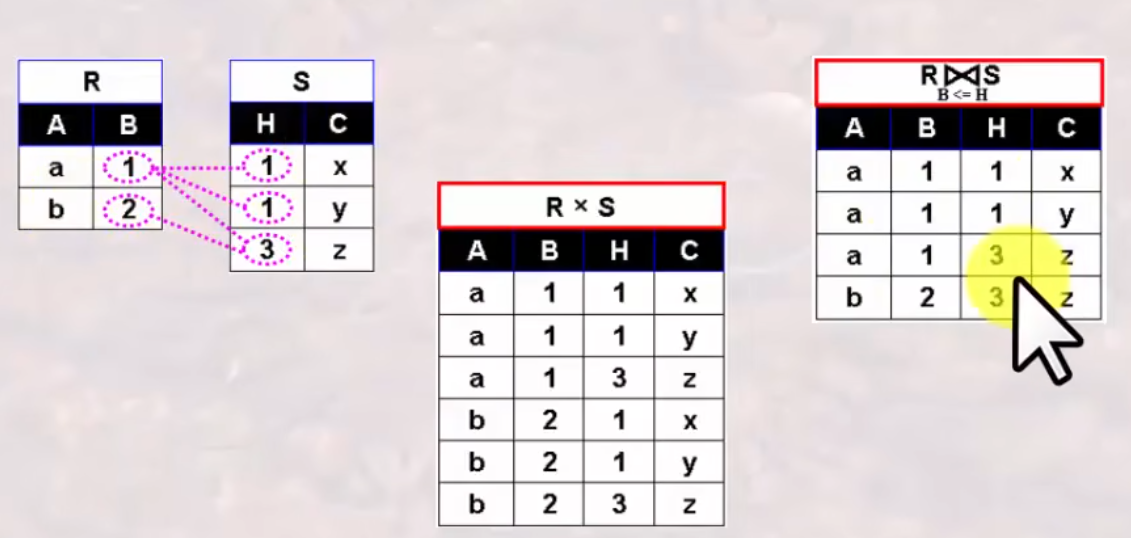 R
A B
a 1
b 2
S
H C
1 x
1 y
3 z
R × S
A B H C
a 1 1 x
a 1 1 y
a 1 3 z
b 2 1 x
b 2 1 y
b 2 3 z
R⋈S
B <= H
A B H C
a 1 1 x
a 1 1 y
a 1 3 z
b 2 3 z